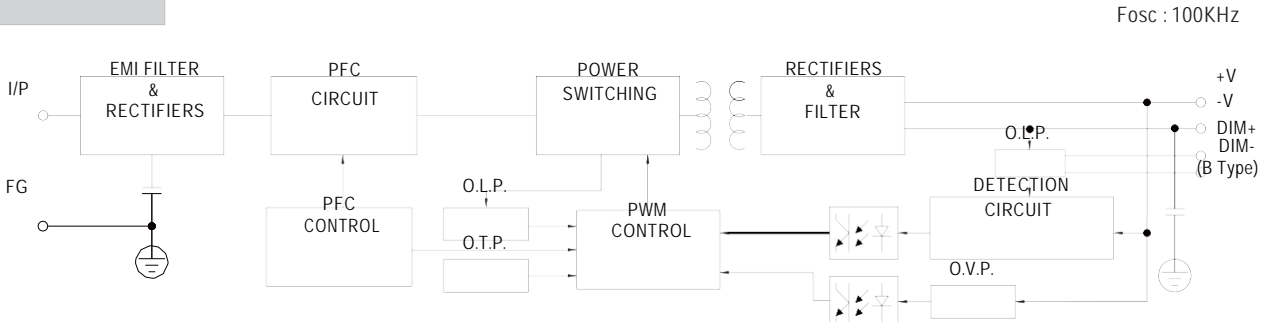 Fosc : 100KHz
I/P
EMI FILTER
&
RECTIFIERS
PFC
CIRCUIT
POWER
SWITCHING
RECTIFIERS
&
FILTER
+V
-V
DIM+
DIM-
(B Type)
O.L.P.
FG
PFC
CONTROL
O.L.P.
O.T.P.
PWM
CONTROL
DETECTION
CIRCUIT
O.V.P.